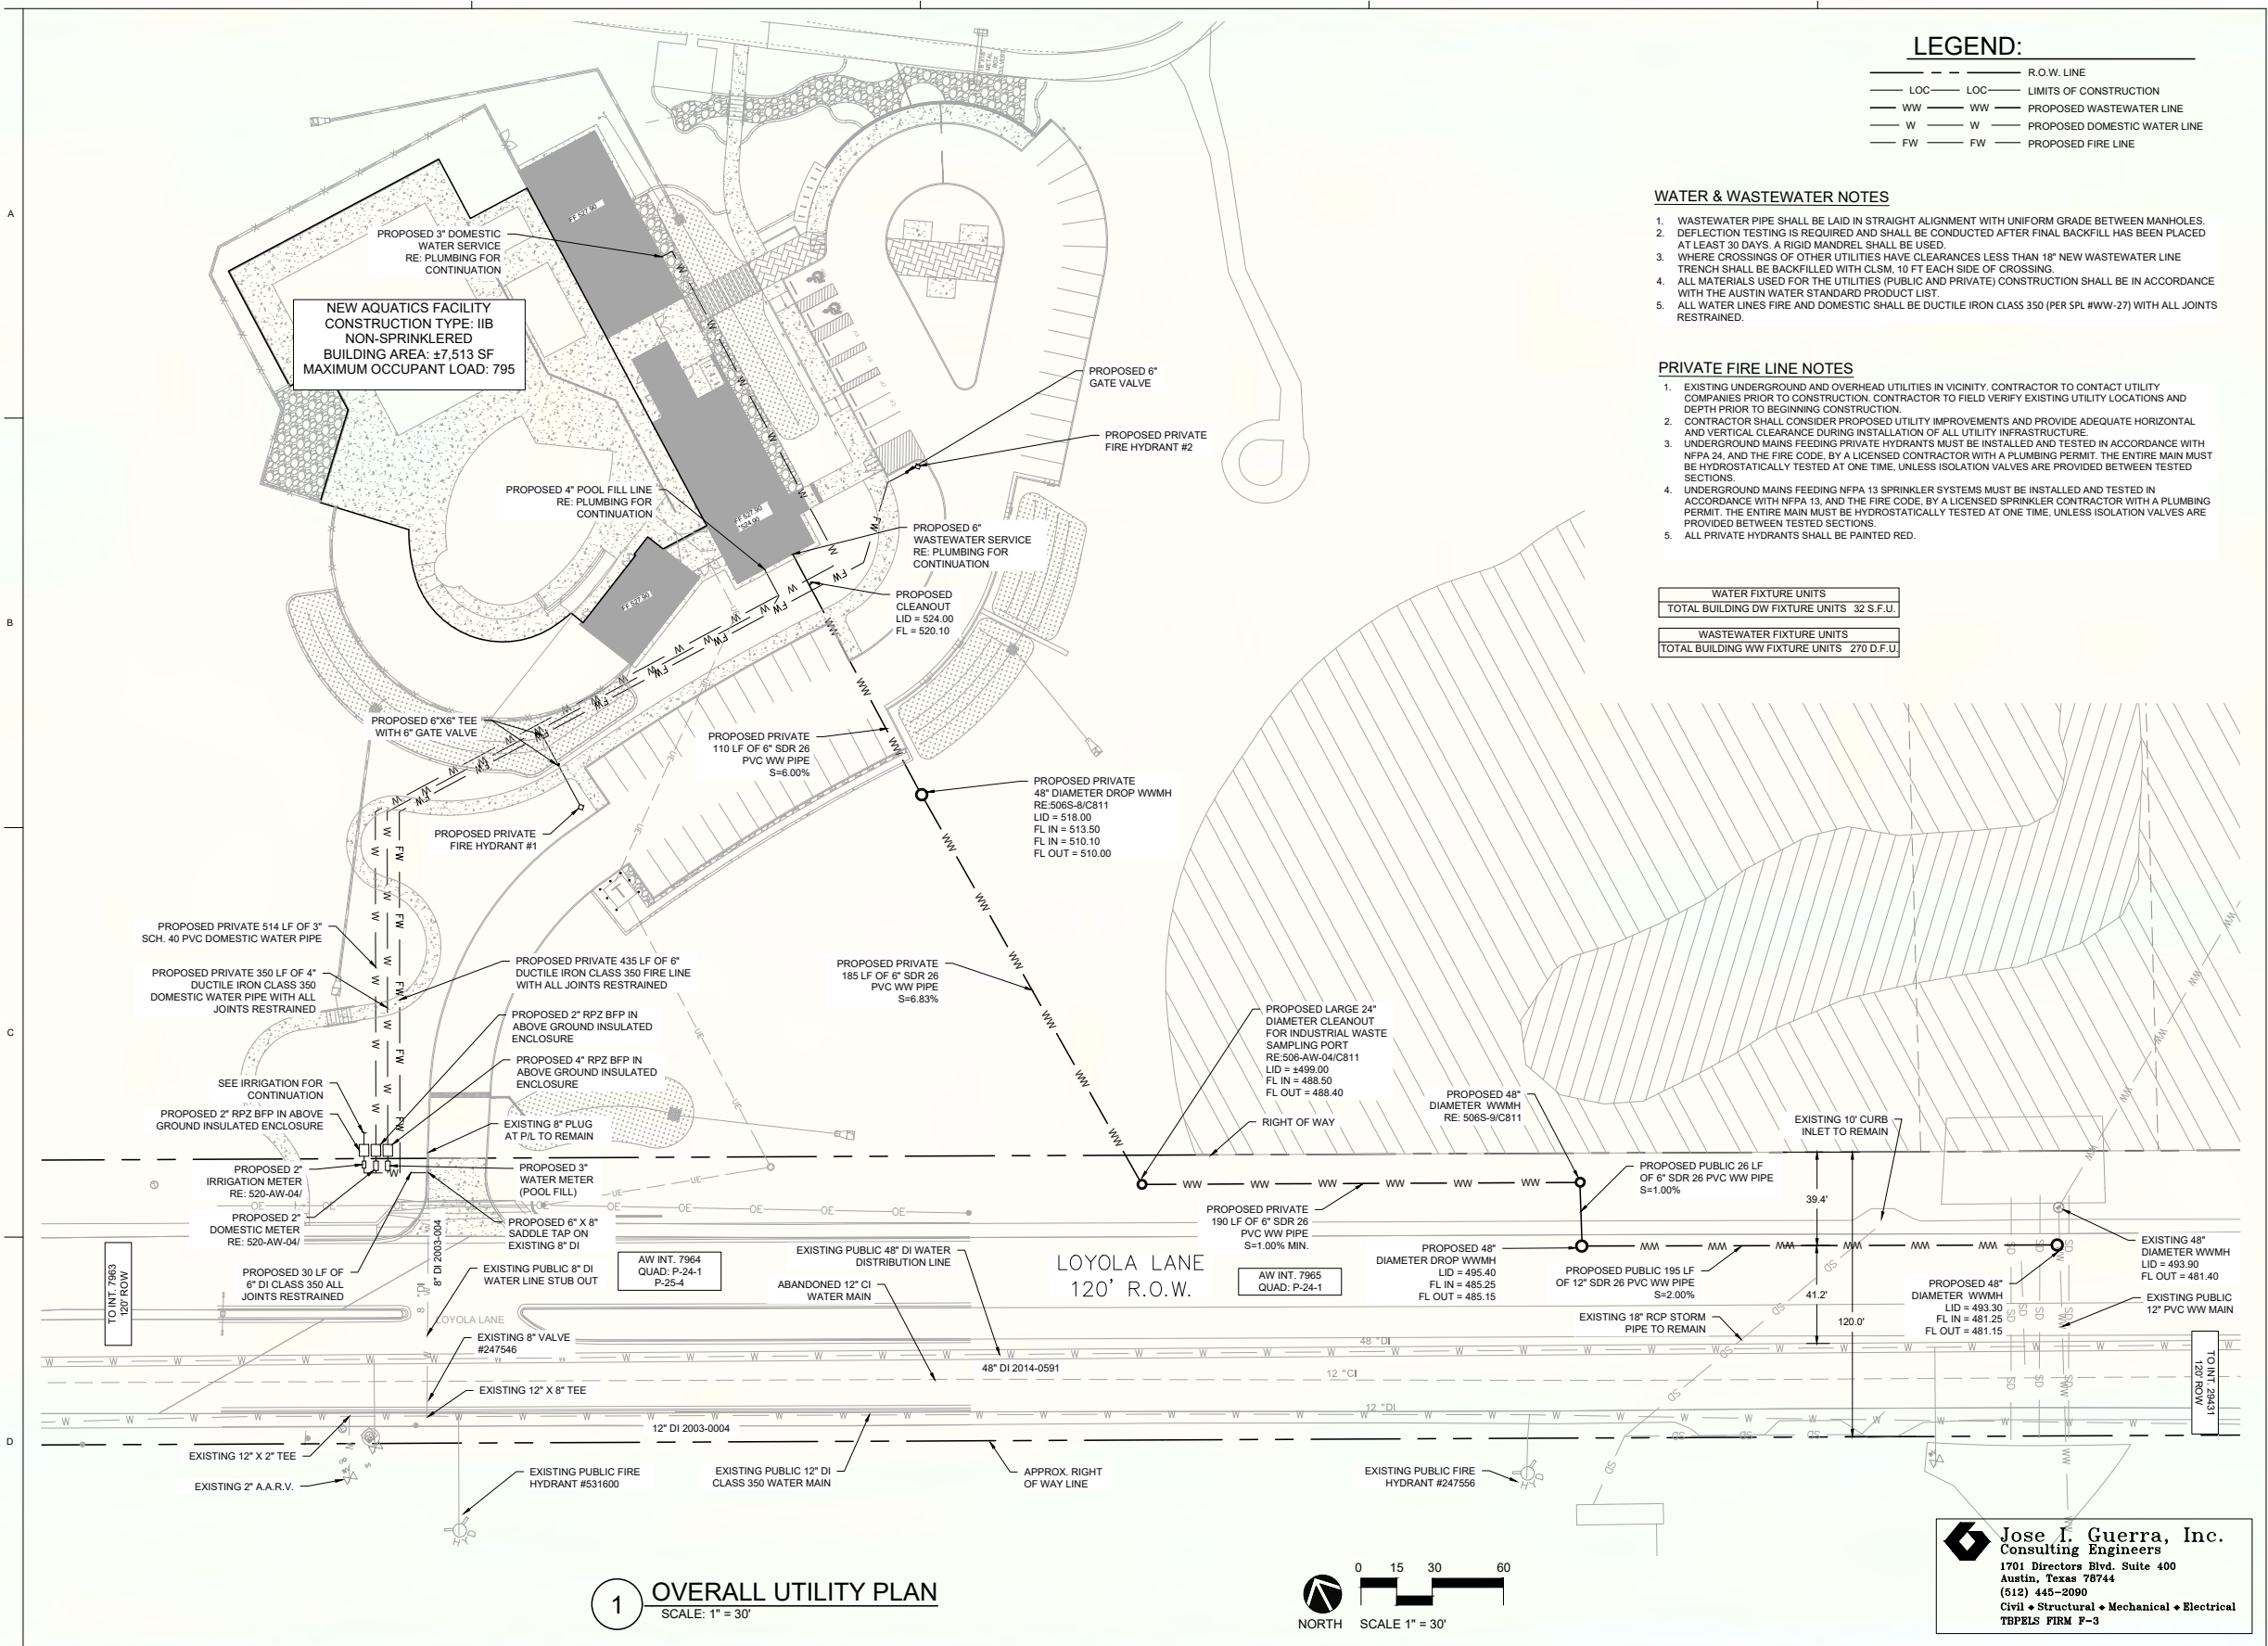 LEGEND:
R.O.W. LINE
LOC LOC LIMITS OF CONSTRUCTION
WW WW PROPOSED WASTEWATER LINE
W W PROPOSED DOMESTIC WATER LINE
FW FW PROPOSED FIRE LINE
WATER & WASTEWATER NOTES
1. WASTEWATER PIPE SHALL BE LAID IN STRAIGHT ALIGNMENT WITH UNIFORM GRADE BETWEEN MANHOLES.
2. DEFLECTION TESTING IS REQUIRED AND SHALL BE CONDUCTED AFTER FINAL BACKFILL HAS BEEN PLACED
AT LEAST 30 DAYS. A RIGID MANDREL SHALL BE USED.
3. WHERE CROSSINGS OF OTHER UTILITIES HAVE CLEARANCES LESS THAN 18" NEW WASTEWATER LINE
TRENCH SHALL BE BACKFILLED WITH CLSM, 10 FT EACH SIDE OF CROSSING.
4. ALL MATERIALS USED FOR THE UTILITIES (PUBLIC AND PRIVATE) CONSTRUCTION SHALL BE IN ACCORDANCE
WITH THE AUSTIN WATER STANDARD PRODUCT LIST.
5. ALL WATER LINES FIRE AND DOMESTIC SHALL BE DUCTILE IRON CLASS 350 (PER SPL #WW-27) WITH ALL JOINTS
RESTRAINED.
PRIVATE FIRE LINE NOTES
1. EXISTING UNDERGROUND AND OVERHEAD UTILITIES IN VICINITY. CONTRACTOR TO CONTACT UTILITY
COMPANIES PRIOR TO CONSTRUCTION. CONTRACTOR TO FIELD VERIFY EXISTING UTILITY LOCATIONS AND
DEPTH PRIOR TO BEGINNING CONSTRUCTION.
2. CONTRACTOR SHALL CONSIDER PROPOSED UTILITY IMPROVEMENTS AND PROVIDE ADEQUATE HORIZONTAL
AND VERTICAL CLEARANCE DURING INSTALLATION OF ALL UTILITY INFRASTRUCTURE.
3. UNDERGROUND MAINS FEEDING PRIVATE HYDRANTS MUST BE INSTALLED AND TESTED IN ACCORDANCE WITH
NFPA 24, AND THE FIRE CODE, BY A LICENSED CONTRACTOR WITH A PLUMBING PERMIT. THE ENTIRE MAIN MUST
BE HYDROSTATICALLY TESTED AT ONE TIME, UNLESS ISOLATION VALVES ARE PROVIDED BETWEEN TESTED
SECTIONS.
4. UNDERGROUND MAINS FEEDING NFPA 13 SPRINKLER SYSTEMS MUST BE INSTALLED AND TESTED IN
ACCORDANCE WITH NFPA 13, AND THE FIRE CODE, BY A LICENSED SPRINKLER CONTRACTOR WITH A PLUMBING
PERMIT. THE ENTIRE MAIN MUST BE HYDROSTATICALLY TESTED AT ONE TIME, UNLESS ISOLATION VALVES ARE
PROVIDED BETWEEN TESTED SECTIONS.
5. ALL PRIVATE HYDRANTS SHALL BE PAINTED RED.
WATER FIXTURE UNITS
TOTAL BUILDING DW FIXTURE UNITS 32 S.F.U.
WASTEWATER FIXTURE UNITS
TOTAL BUILDING WW FIXTURE UNITS 270 D.F.U.
A
B
C
D
PROPOSED 3" DOMESTIC
WATER SERVICE
RE: PLUMBING FOR
CONTINUATION
NEW AQUATICS FACILITY
CONSTRUCTION TYPE: IIB
NON-SPRINKLERED
BUILDING AREA: ±7,513 SF
MAXIMUM OCCUPANT LOAD: 795
FF 527.90
FF 527.90
FF 527.90
PROPOSED 6"
GATE VALVE
PROPOSED PRIVATE
FIRE HYDRANT #2
PROPOSED 4" POOL FILL LINE
RE: PLUMBING FOR
CONTINUATION
PROPOSED 6"
WASTEWATER SERVICE
RE: PLUMBING FOR
CONTINUATION
PROPOSED
CLEANOUT
LID = 524.00
FL = 520.10
PROPOSED 6"X6" TEE
WITH 6" GATE VALVE
PROPOSED PRIVATE
110 LF OF 6" SDR 26
PVC WW PIPE
S=6.00%
PROPOSED PRIVATE
48" DIAMETER DROP WWMH
RE:506S-8/C811
LID = 518.00
FL IN = 513.50
FL IN = 510.10
FL OUT = 510.00
PROPOSED PRIVATE
FIRE HYDRANT #1
PROPOSED PRIVATE 514 LF OF 3"
SCH. 40 PVC DOMESTIC WATER PIPE
PROPOSED PRIVATE 350 LF OF 4"
DUCTILE IRON CLASS 350
DOMESTIC WATER PIPE WITH ALL
JOINTS RESTRAINED
PROPOSED PRIVATE 435 LF OF 6"
DUCTILE IRON CLASS 350 FIRE LINE
WITH ALL JOINTS RESTRAINED
PROPOSED 2" RPZ BFP IN
ABOVE GROUND INSULATED
ENCLOSURE
PROPOSED 4" RPZ BFP IN
ABOVE GROUND INSULATED
ENCLOSURE
PROPOSED PRIVATE
185 LF OF 6" SDR 26
PVC WW PIPE
S=6.83%
PROPOSED LARGE 24"
DIAMETER CLEANOUT
FOR INDUSTRIAL WASTE
SAMPLING PORT
RE:506-AW-04/C811
LID = ±499.00
FL IN = 488.50
FL OUT = 488.40
RIGHT OF WAY
PROPOSED 48"
DIAMETER WWMH
RE: 506S-9/C811
EXISTING 10' CURB
INLET TO REMAIN
SEE IRRIGATION FOR
CONTINUATION
PROPOSED 2" RPZ BFP IN ABOVE
GROUND INSULATED ENCLOSURE
EXISTING 8" PLUG
AT P/L TO REMAIN
PROPOSED 2"
IRRIGATION METER
RE: 520-AW-04/
PROPOSED 3"
WATER METER
(POOL FILL)
PROPOSED 2"
DOMESTIC METER
RE: 520-AW-04/
PROPOSED 6" X 8"
SADDLE TAP ON
EXISTING 8" DI
PROPOSED 30 LF OF
6" DI CLASS 350 ALL
JOINTS RESTRAINED
8" DI 2003-004
8 "DI
EXISTING PUBLIC 8" DI
WATER LINE STUB OUT
AW INT. 7964
QUAD: P-24-1
P-25-4
EXISTING PUBLIC 48" DI WATER
DISTRIBUTION LINE
ABANDONED 12" CI
WATER MAIN
LOYOLA LANE
120' R.O.W.
PROPOSED PRIVATE
190 LF OF 6" SDR 26
PVC WW PIPE
S=1.00% MIN.
AW INT. 7965
QUAD: P-24-1
PROPOSED PUBLIC 26 LF
OF 6" SDR 26 PVC WW PIPE
S=1.00%
39.4'
41.2'
120.0'
PROPOSED 48"
DIAMETER DROP WWMH
LID = 495.40
FL IN = 485.25
FL OUT = 485.15
PROPOSED PUBLIC 195 LF
OF 12" SDR 26 PVC WW PIPE
S=2.00%
EXISTING 18" RCP STORM
PIPE TO REMAIN
PROPOSED 48"
DIAMETER WWMH
LID = 493.30
FL IN = 481.25
FL OUT = 481.15
EXISTING 48"
DIAMETER WWMH
LID = 493.90
FL OUT = 481.40
EXISTING PUBLIC
12" PVC WW MAIN
TO INT. 7963
120' ROW
TO INT. 29431
120' ROW
LOYOLA LANE
EXISTING 8" VALVE
#247546
EXISTING 12" X 8" TEE
48 "DI
48" DI 2014-0591
12 "CI
12 "DI
12" DI 2003-0004
EXISTING 12" X 2" TEE
EXISTING 2" A.A.R.V.
EXISTING PUBLIC FIRE
HYDRANT #531600
EXISTING PUBLIC 12" DI
CLASS 350 WATER MAIN
APPROX. RIGHT
OF WAY LINE
EXISTING PUBLIC FIRE
HYDRANT #247556
1
OVERALL UTILITY PLAN
SCALE: 1" = 30'
NORTH
0 15 30 60
SCALE 1" = 30'
Jose I. Guerra, Inc.
Consulting Engineers
1701 Directors Blvd. Suite 400
Austin, Texas 78744
(512) 445-2090
Civil ♦ Structural ♦ Mechanical ♦ Electrical
TBPELS FIRM F-3